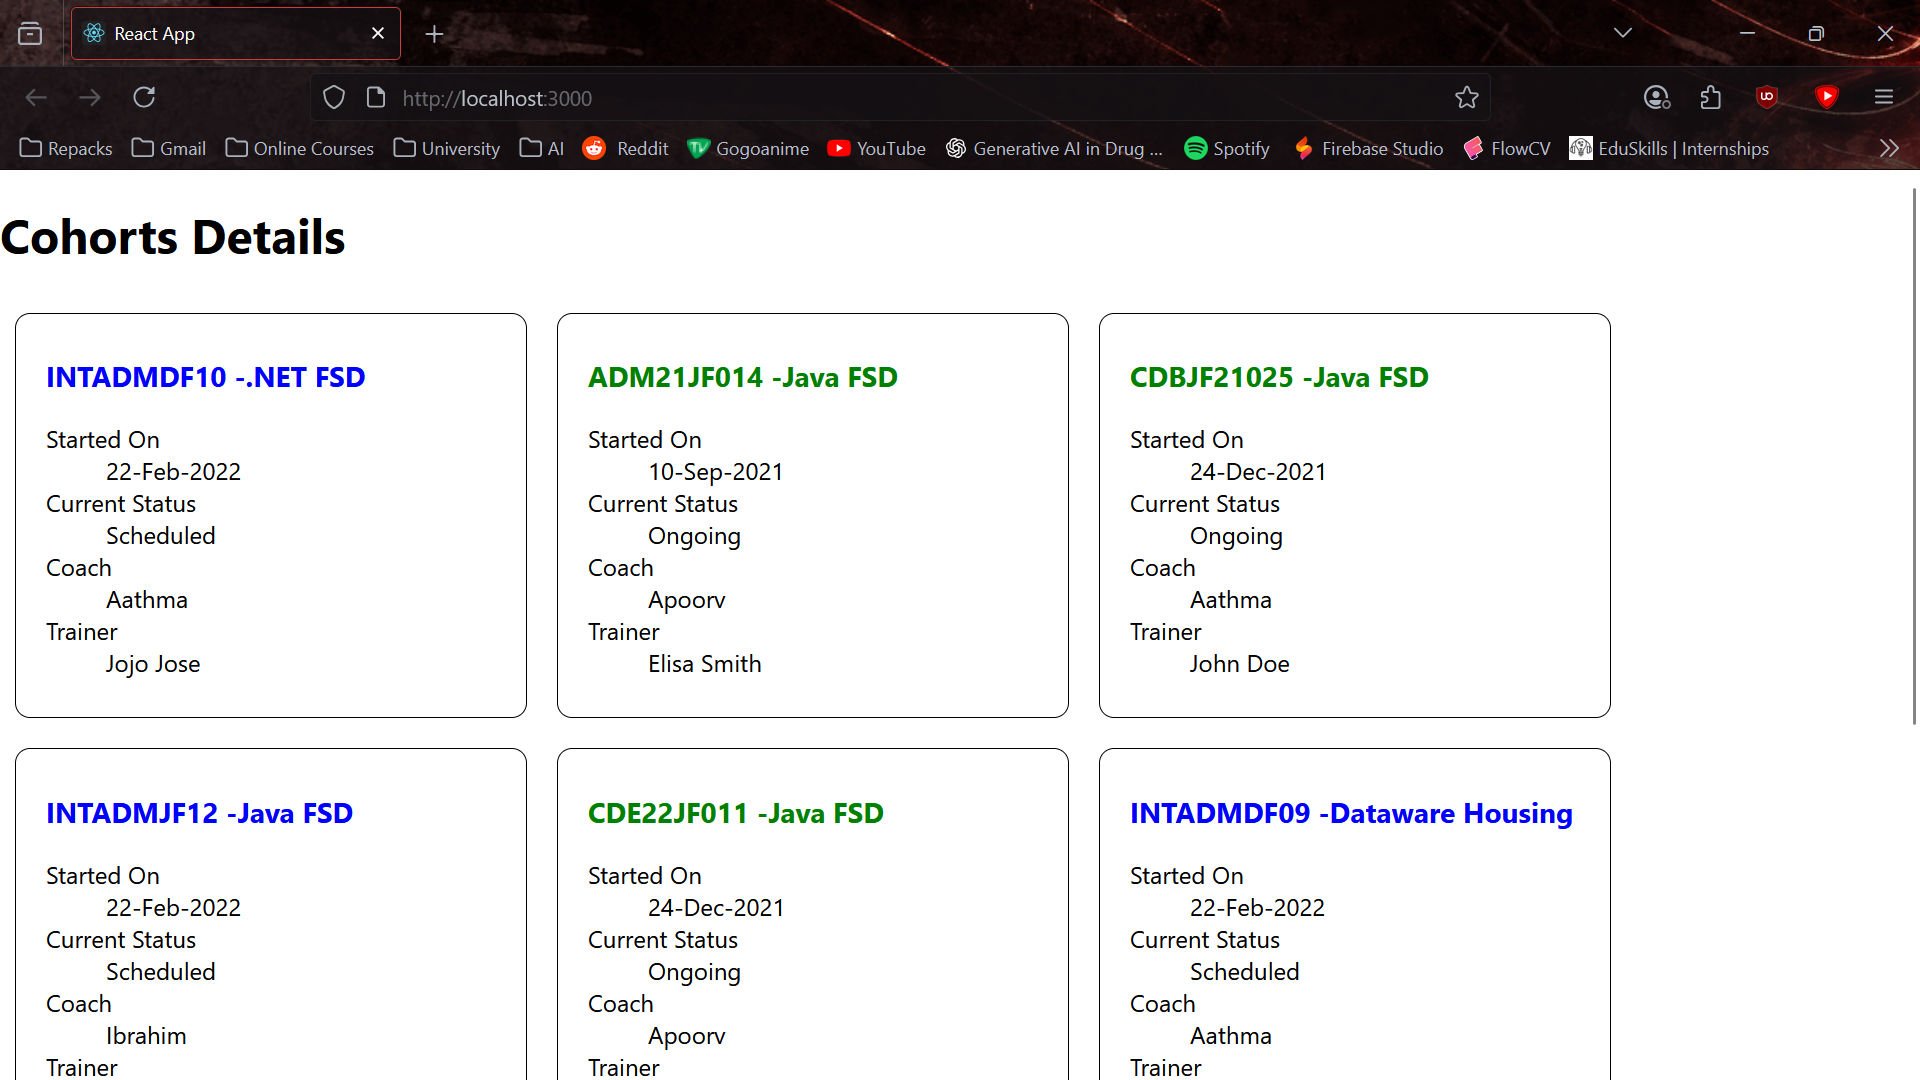 React App
http://localhost:3000
Repacks Gmail Online Courses University AI Reddit Gogoanime YouTube Generative AI in Drug ... Spotify Firebase Studio FlowCV EduSkills | Internships
Cohorts Details
INTADMDF10 -.NET FSD
Started On
22-Feb-2022
Current Status
Scheduled
Coach
Aathma
Trainer
Jojo Jose
ADM21JF014 -Java FSD
Started On
10-Sep-2021
Current Status
Ongoing
Coach
Apoorv
Trainer
Elisa Smith
CDBJF21025 -Java FSD
Started On
24-Dec-2021
Current Status
Ongoing
Coach
Aathma
Trainer
John Doe
INTADMJF12 -Java FSD
Started On
22-Feb-2022
Current Status
Scheduled
Coach
Ibrahim
Trainer
CDE22JF011 -Java FSD
Started On
24-Dec-2021
Current Status
Ongoing
Coach
Apoorv
Trainer
INTADMDF09 -Dataware Housing
Started On
22-Feb-2022
Current Status
Scheduled
Coach
Aathma
Trainer